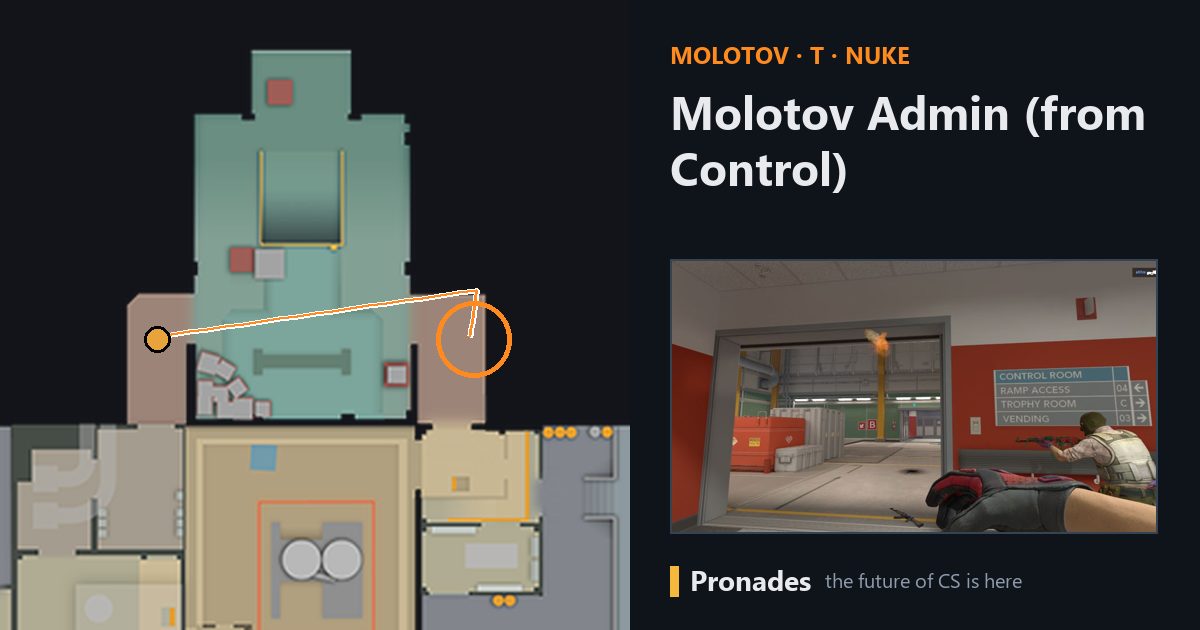 MOLOTOV · T · NUKE
Molotov Admin (from
Control)
CONTROL ROOM
RAMP ACCESS 04
TROPHY ROOM C
VENDING 03
B
Pronades the future of CS is here